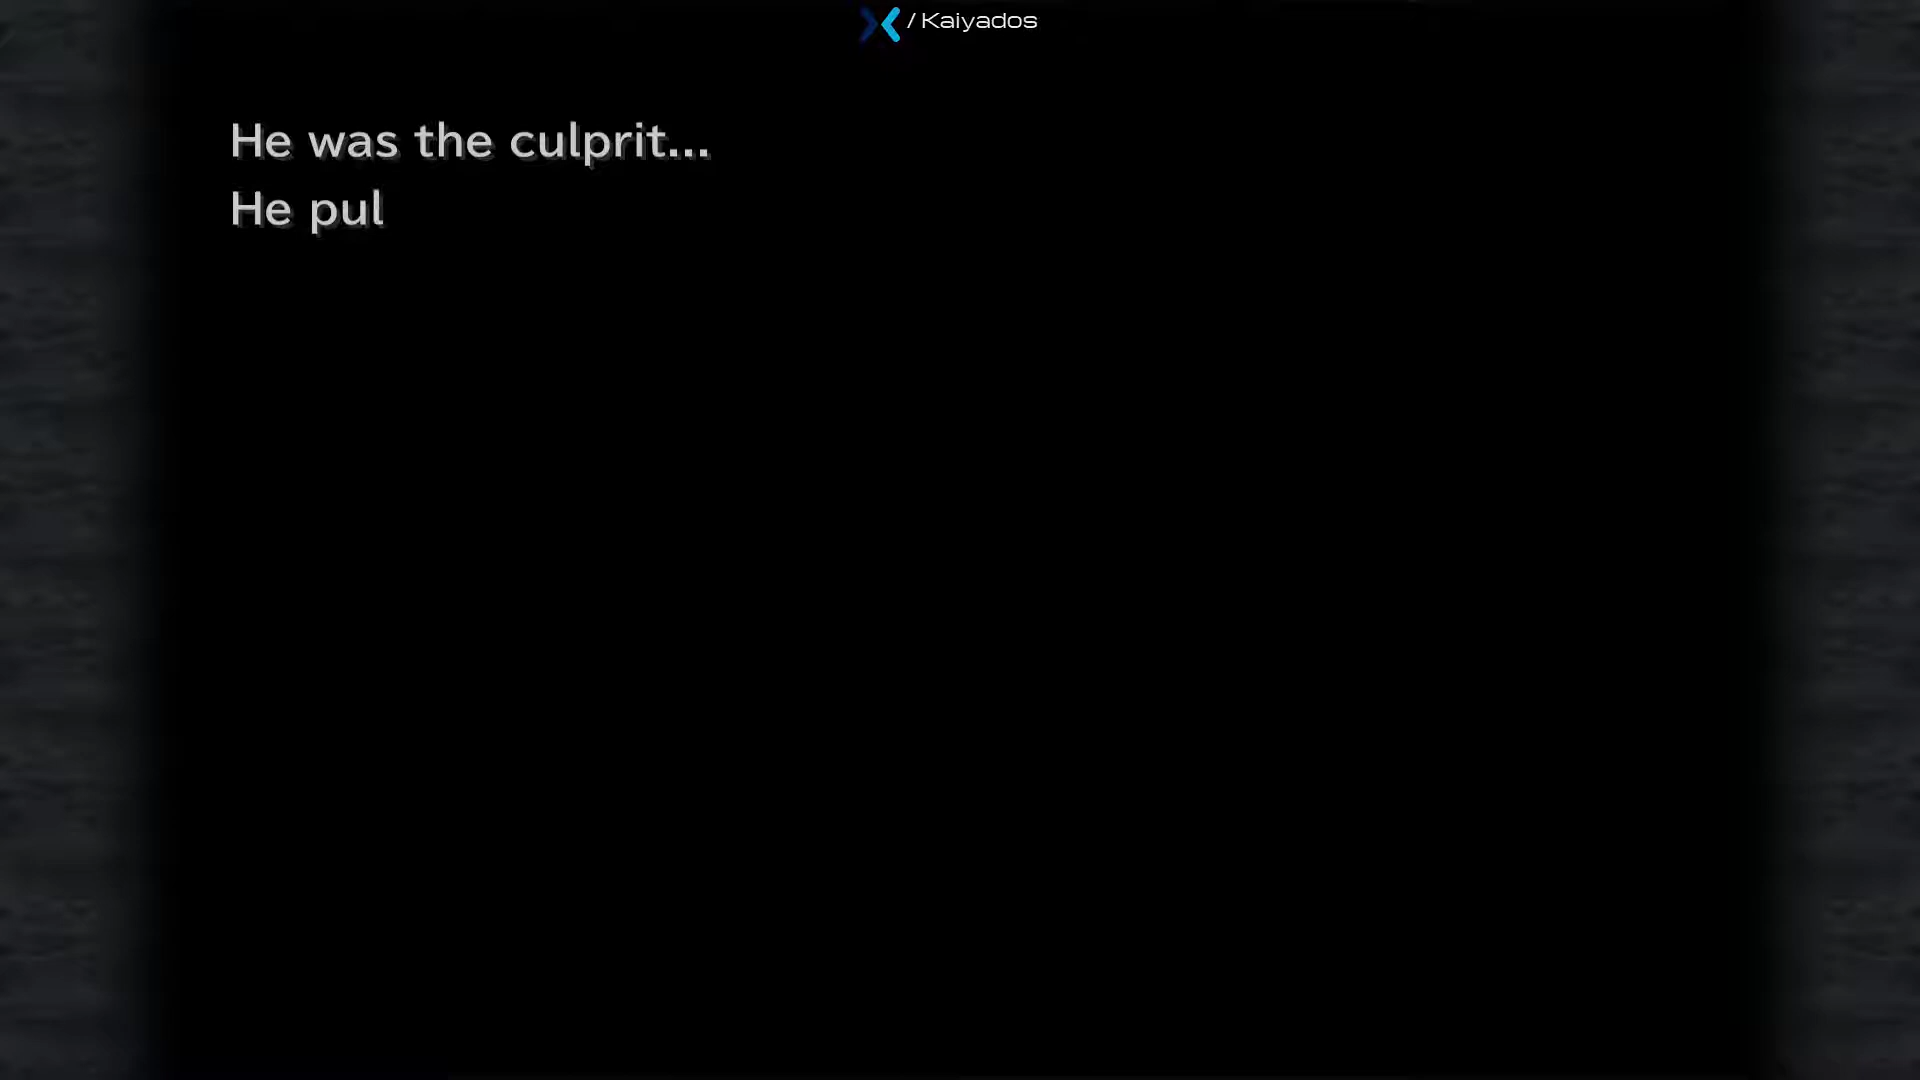 / Kaiyados
He was the culprit...
He pul